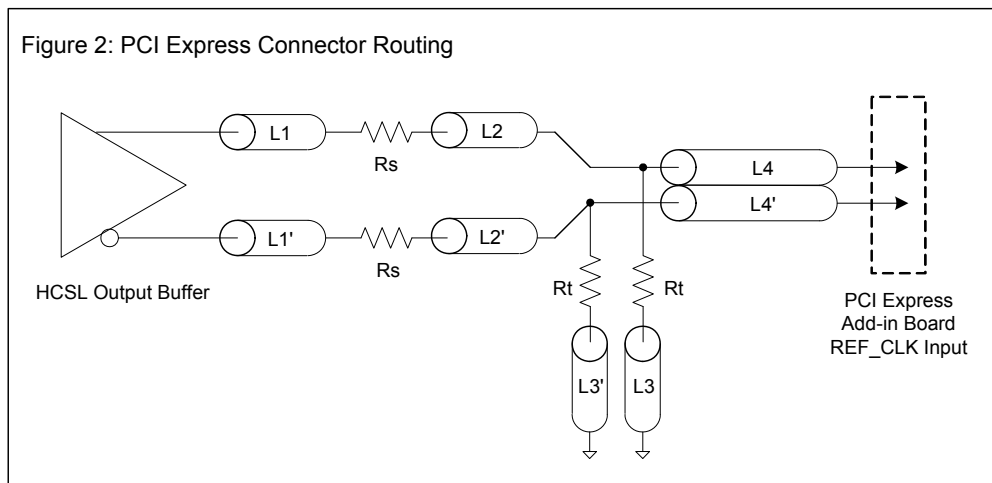 Figure 2: PCI Express Connector Routing
L1
Rs
L2
L4
L4'
L1'
Rs
L2'
HCSL Output Buffer
Rt
Rt
L3'
L3
PCI Express
Add-in Board
REF_CLK Input